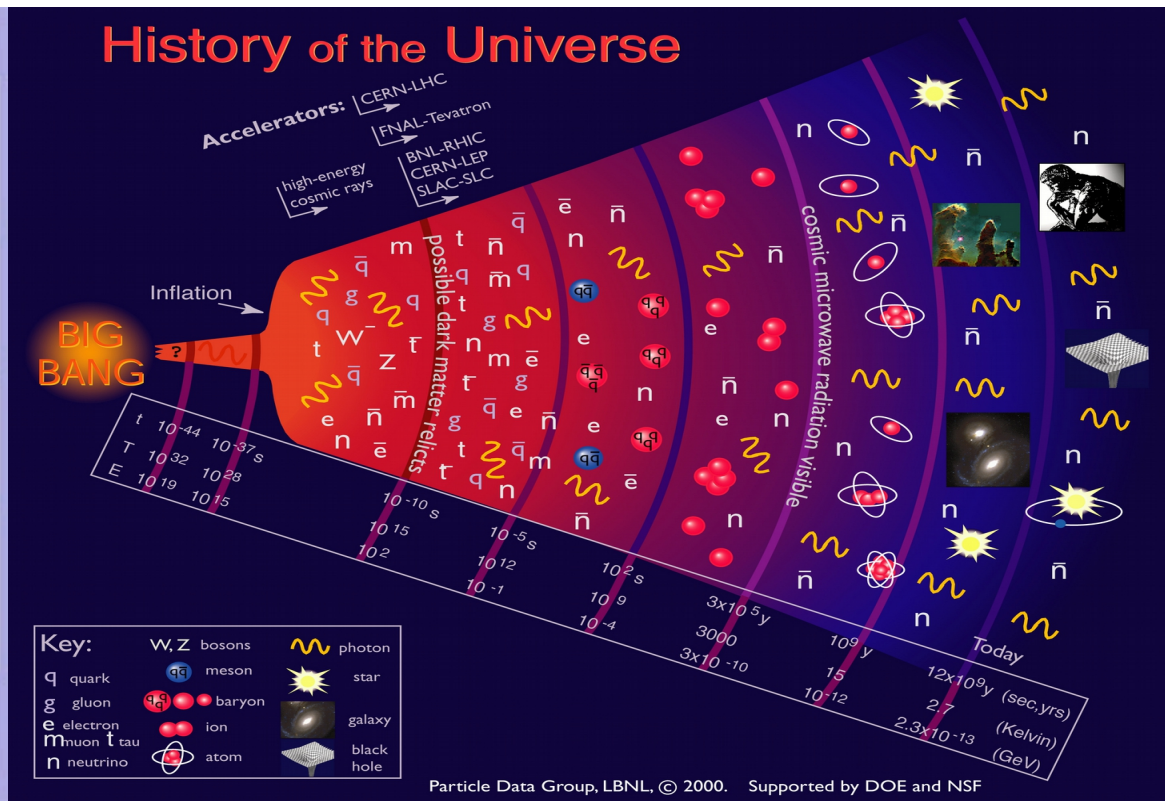 History of the Universe
Accelerators:
CERN-LHC
FNAL-Tevatron
BNL-RHIC
CERN-LEP
SLAC-SLC
high-energy
cosmic rays
Inflation
BIG
BANG
?
possible dark matter relicts
cosmic microwave radiation visible
t 10⁻⁴⁴ 10⁻³⁷ s 10⁻¹⁰ s 10⁻⁵ s 10² s 3x10⁵ y 10⁹ y 12x10⁹ y (sec,yrs)
T 10³² 10²⁸ 10¹⁵ 10¹² 10⁹ 3000 15 2.7 (Kelvin)
E 10¹⁹ 10¹⁵ 10² 10⁻¹ 10⁻⁴ 3x10⁻¹⁰ 10⁻¹² 2.3x10⁻¹³ (GeV)
Today
Key:
q quark
g gluon
e electron
m muon t tau
n neutrino
W, Z bosons
qq̄ meson
qqq baryon
ion
atom
photon
star
galaxy
black
hole
Particle Data Group, LBNL, © 2000. Supported by DOE and NSF